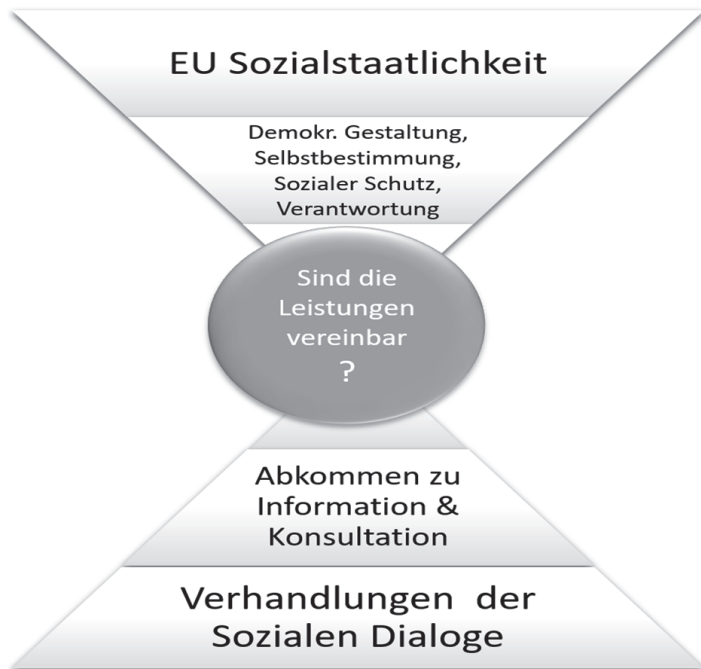 EU Sozialstaatlichkeit
Demokr. Gestaltung,
Selbstbestimmung,
Sozialer Schutz,
Verantwortung
Sind die
Leistungen
vereinbar
?
Abkommen zu
Information &
Konsultation
Verhandlungen der
Sozialen Dialoge